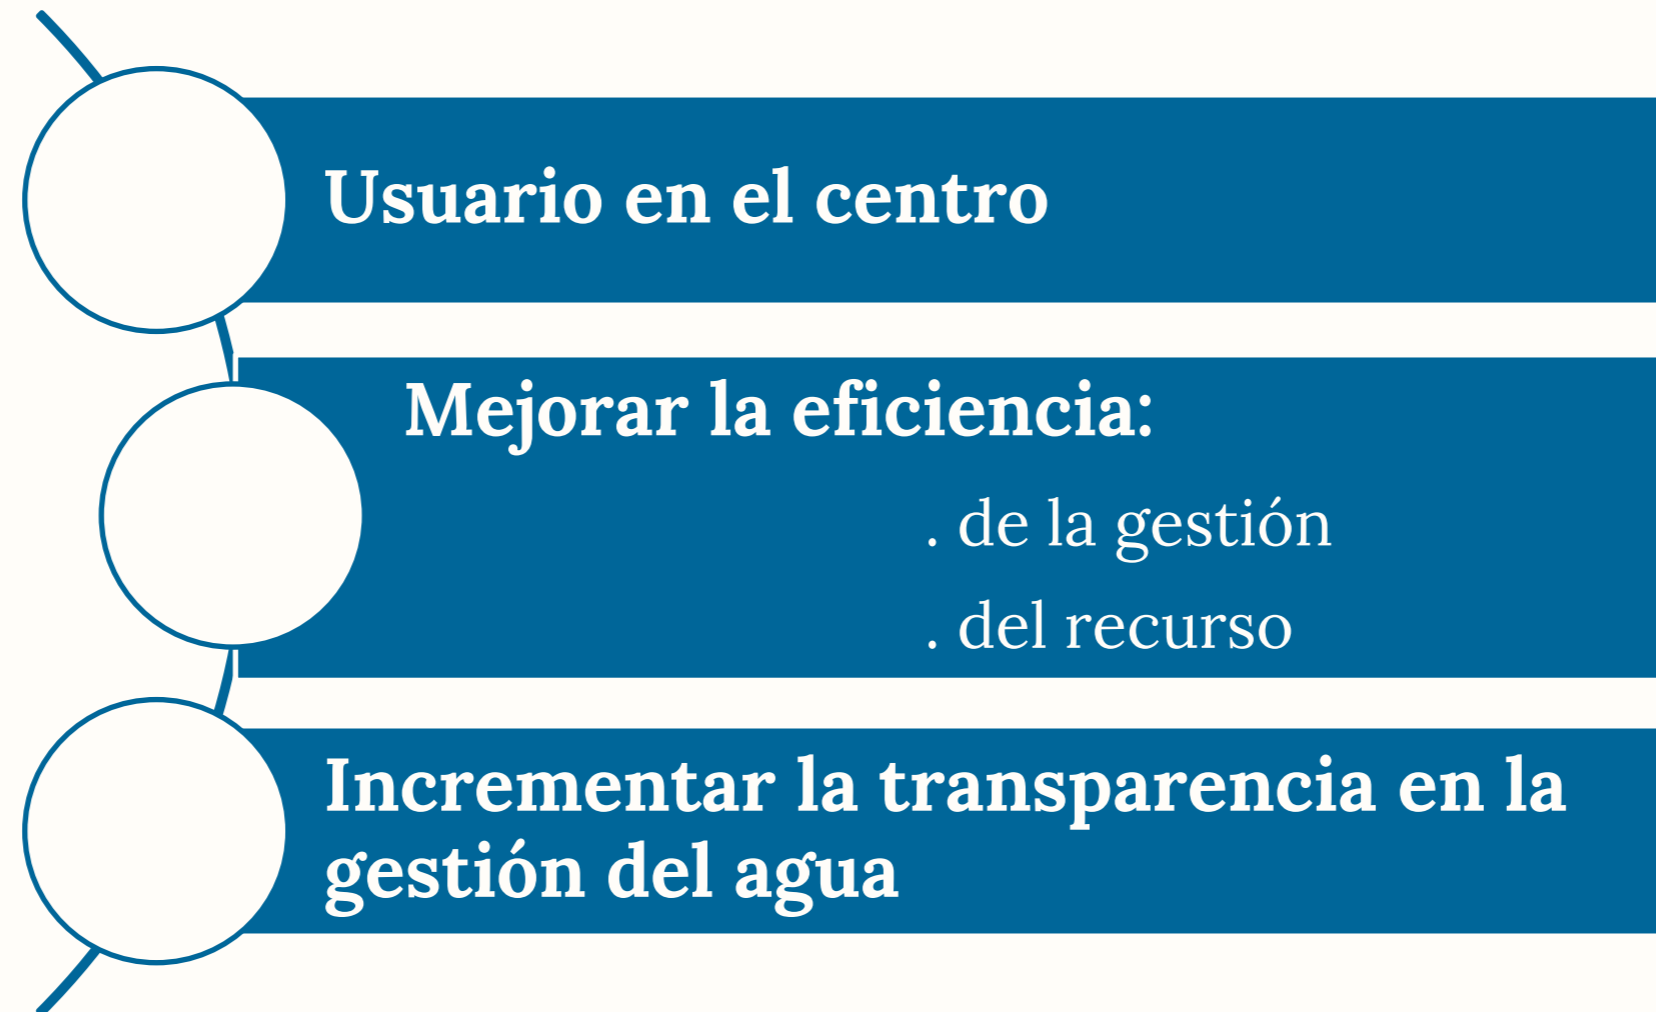 Usuario en el centro
Mejorar la eficiencia:
. de la gestión
. del recurso
Incrementar la transparencia en la
gestión del agua